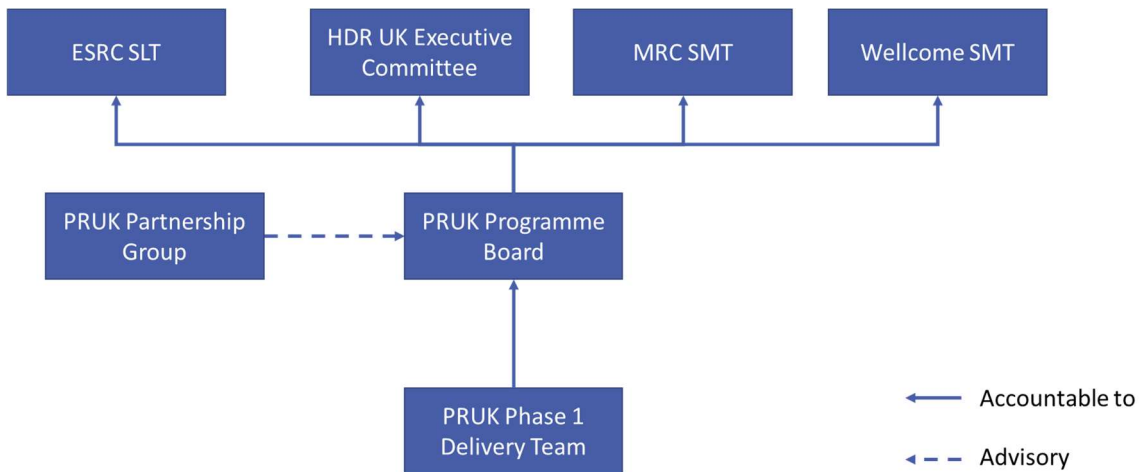 ESRC SLT
HDR UK Executive
Committee
MRC SMT
Wellcome SMT
PRUK Partnership
Group
PRUK Programme
Board
PRUK Phase 1
Delivery Team
Accountable to
Advisory